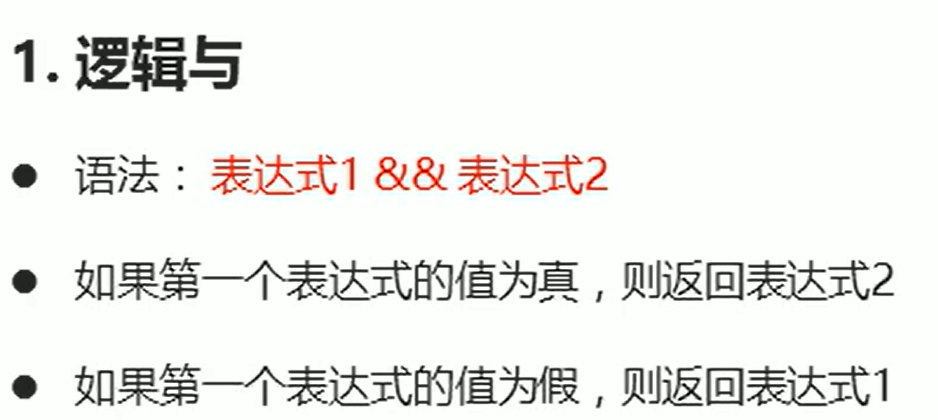 1. 逻辑与
● 语法：表达式1 && 表达式2
● 如果第一个表达式的值为真，则返回表达式2
● 如果第一个表达式的值为假，则返回表达式1